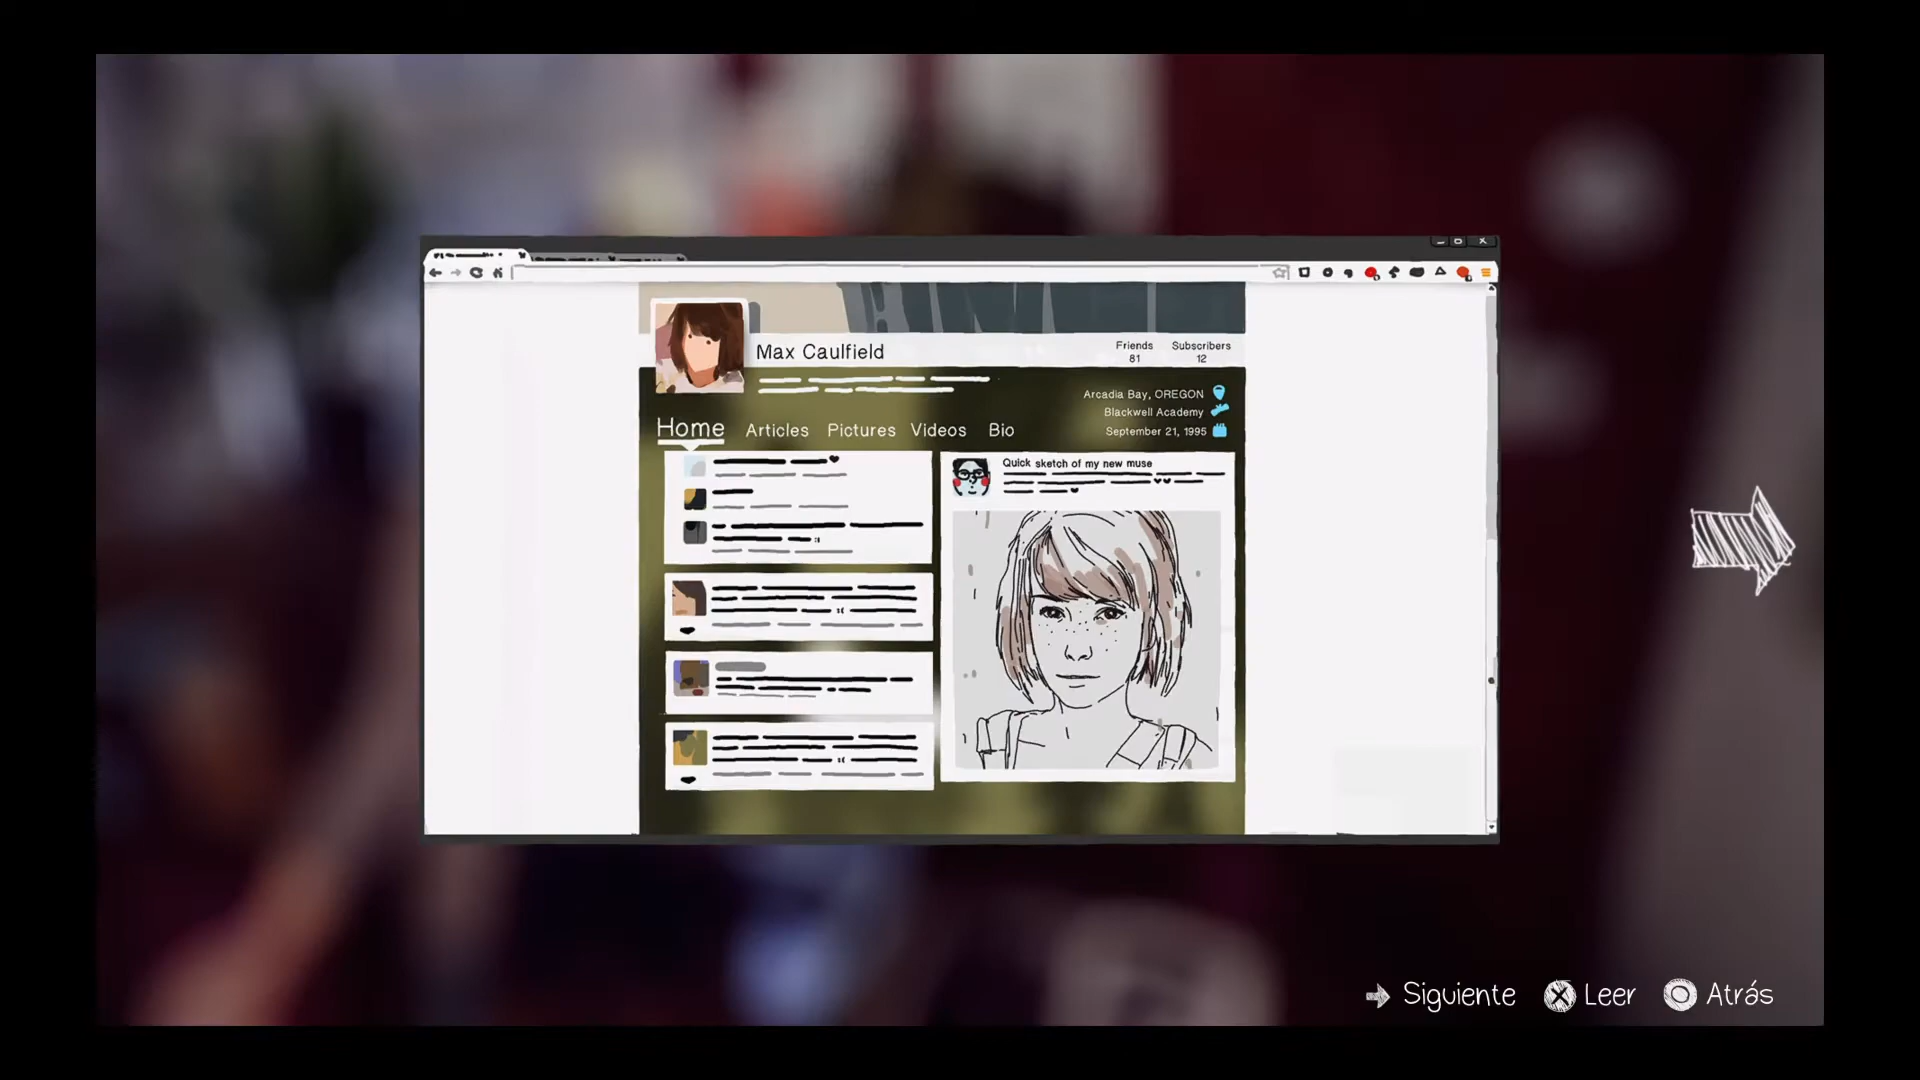 Max Caulfield
Friends
81
Subscribers
12
Arcadia Bay, OREGON
Blackwell Academy
September 21, 1995
Home Articles Pictures Videos Bio
Quick sketch of my new muse
Siguiente Leer Atrás